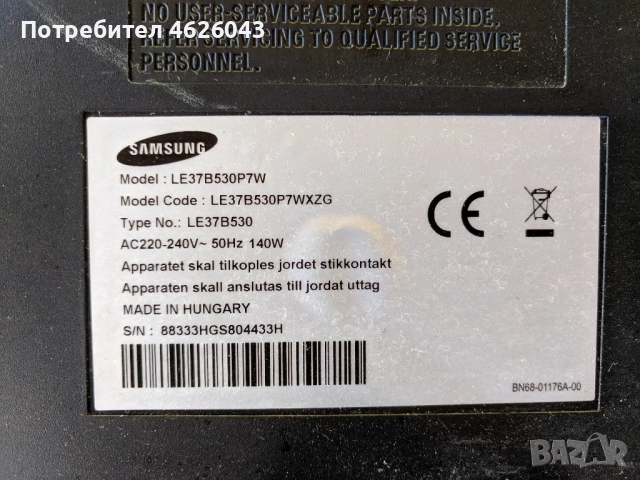 Потребител 4626043
NO USER-SERVICEABLE PARTS INSIDE,
REFER SERVICING TO QUALIFIED SERVICE
PERSONNEL.
SAMSUNG
Model : LE37B530P7W
Model Code : LE37B530P7WXZG
Type No.: LE37B530
AC220-240V~ 50Hz 140W
Apparatet skal tilkoples jordet stikkontakt
Apparaten skall anslutas till jordat uttag
MADE IN HUNGARY
S/N : 88333HGS804433H
CE
BN68-01176A-00
BAZAR